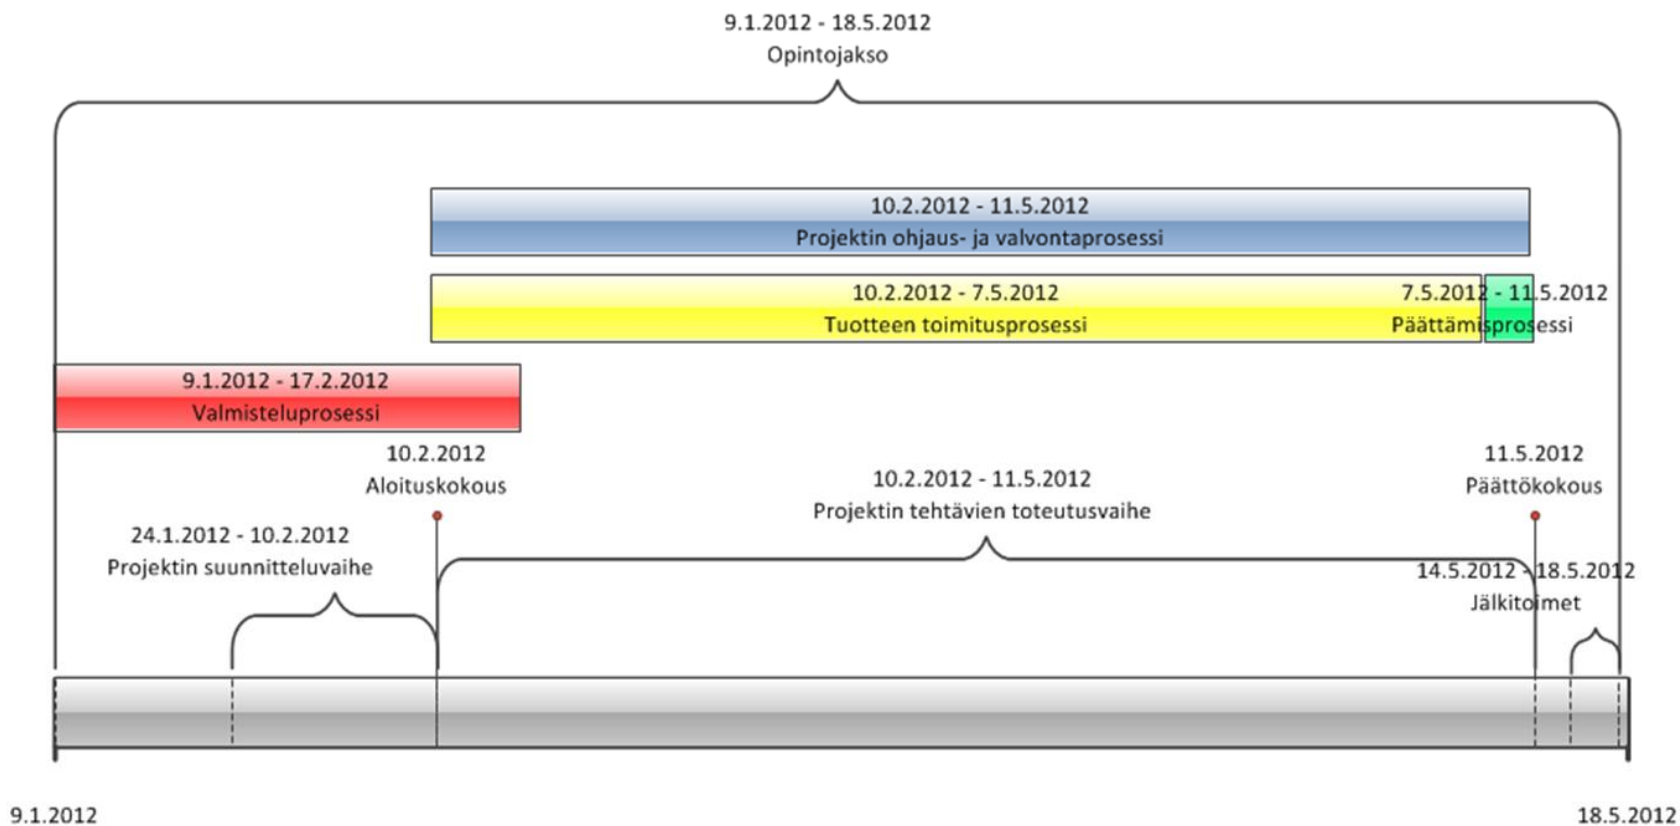 9.1.2012 - 18.5.2012
Opintojakso
10.2.2012 - 11.5.2012
Projektin ohjaus- ja valvontaprosessi
10.2.2012 - 7.5.2012
Tuotteen toimitusprosessi
7.5.2012 - 11.5.2012
Päättämisprosessi
9.1.2012 - 17.2.2012
Valmisteluprosessi
10.2.2012
Aloituskokous
10.2.2012 - 11.5.2012
Projektin tehtävien toteutusvaihe
11.5.2012
Päättökokous
24.1.2012 - 10.2.2012
Projektin suunnitteluvaihe
14.5.2012 - 18.5.2012
Jälkitoimet
9.1.2012
18.5.2012